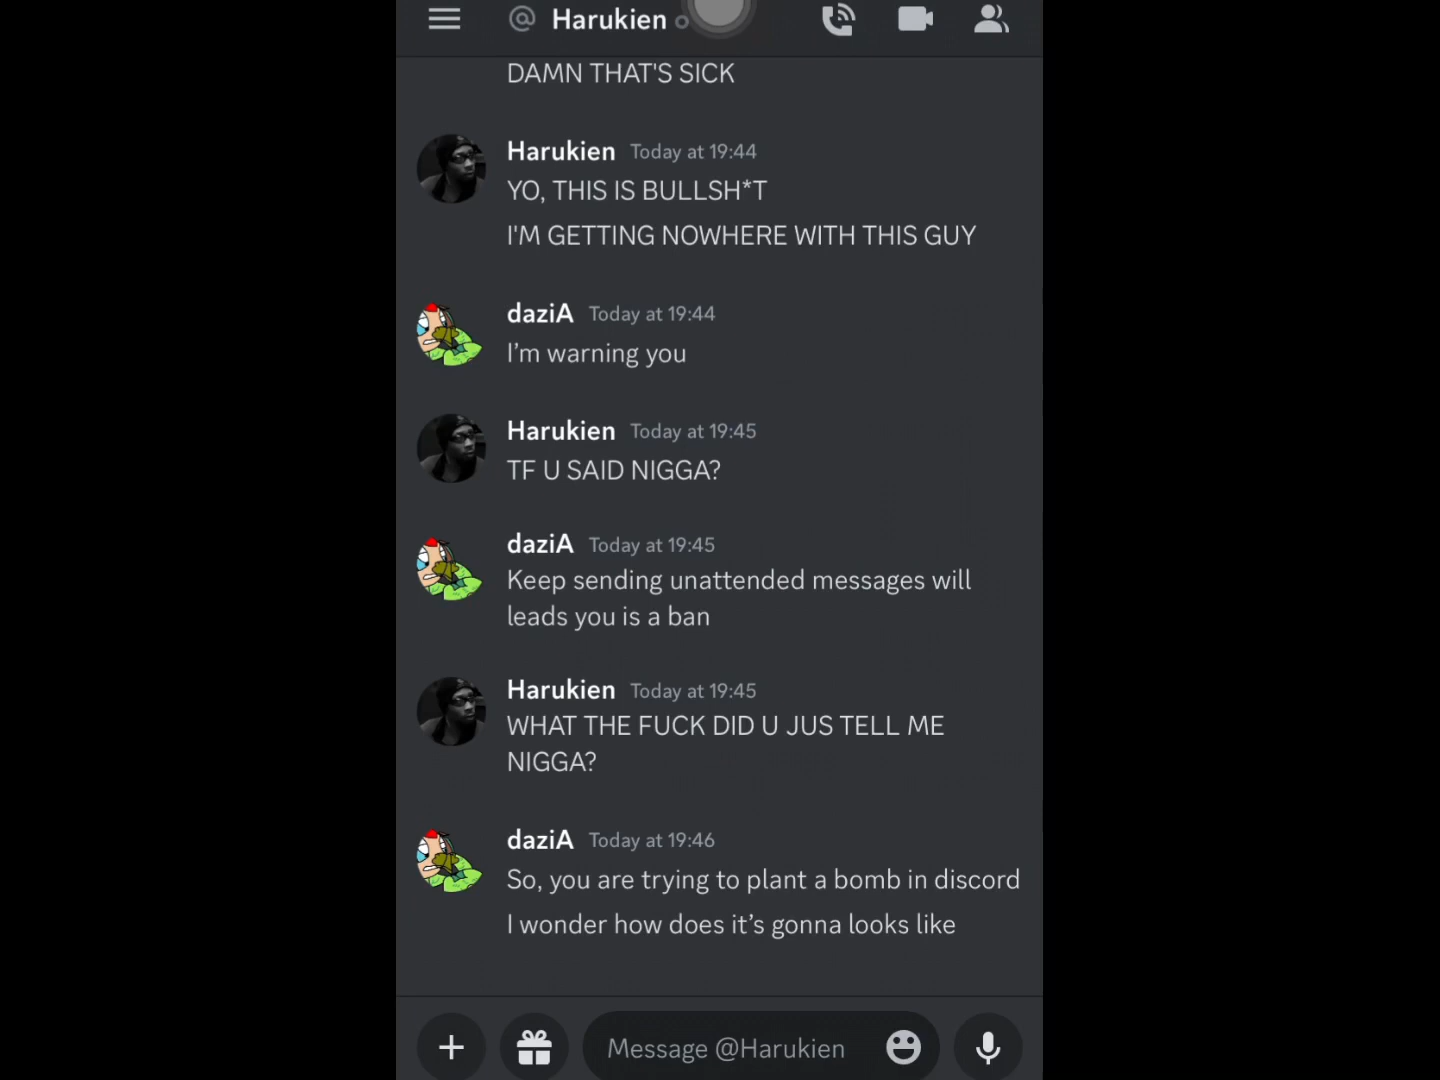 @ Harukien
DAMN THAT'S SICK
Harukien Today at 19:44
YO, THIS IS BULLSH*T
I'M GETTING NOWHERE WITH THIS GUY
daziA Today at 19:44
I’m warning you
Harukien Today at 19:45
TF U SAID NIGGA?
daziA Today at 19:45
Keep sending unattended messages will
leads you is a ban
Harukien Today at 19:45
WHAT THE FUCK DID U JUS TELL ME
NIGGA?
daziA Today at 19:46
So, you are trying to plant a bomb in discord
I wonder how does it’s gonna looks like
Message @Harukien